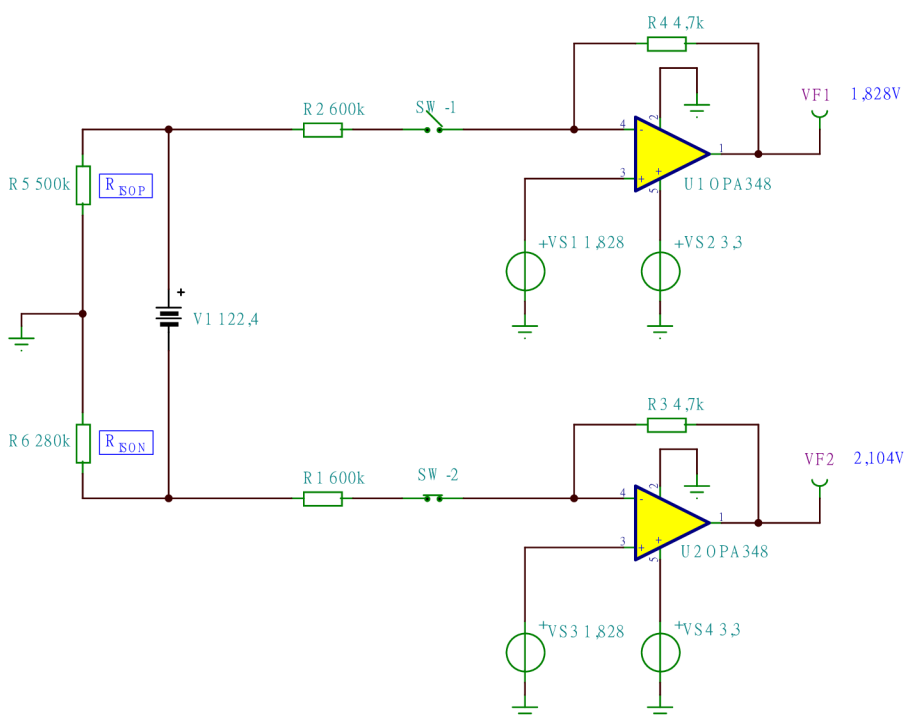 R4 4,7k
VF1 1,828V
R2 600k
SW-1
4
2
1
3
5
U1 OPA348
R5 500k
RISOP
+VS1 1,828
+VS2 3,3
+
V1 122,4
R3 4,7k
R6 280k
RISON
VF2 2,104V
R1 600k
SW-2
4
2
1
3
5
U2 OPA348
+VS3 1,828
+VS4 3,3